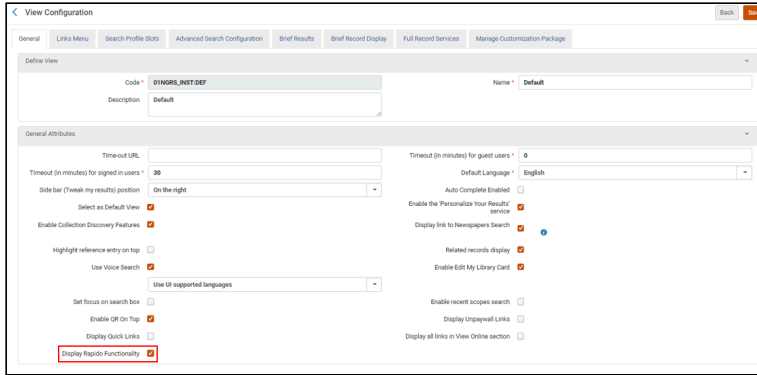 View Configuration
Back
General Links Menu Search Profile Slots Advanced Search Configuration Brief Results Brief Record Display Full Record Services Manage Customization Package
Define View
Code * 01NGRS_INST:DEF Name * Default
Description Default
General Attributes
Time-out URL Timeout (in minutes) for guest users * 0
Timeout (in minutes) for signed in users * 30 Default Language * English
Side bar (Tweak my results) position On the right Auto Complete Enabled
Select as Default View Enable the 'Personalize Your Results'
service
Enable Collection Discovery Features Display link to Newspapers Search
Highlight reference entry on top Related records display
Use Voice Search Enable Edit My Library Card
Use UI supported languages
Set focus on search box Enable recent scopes search
Enable QR On Top Display Unpaywall Links
Display Quick Links Display all links in View Online section
Display Rapido Functionality